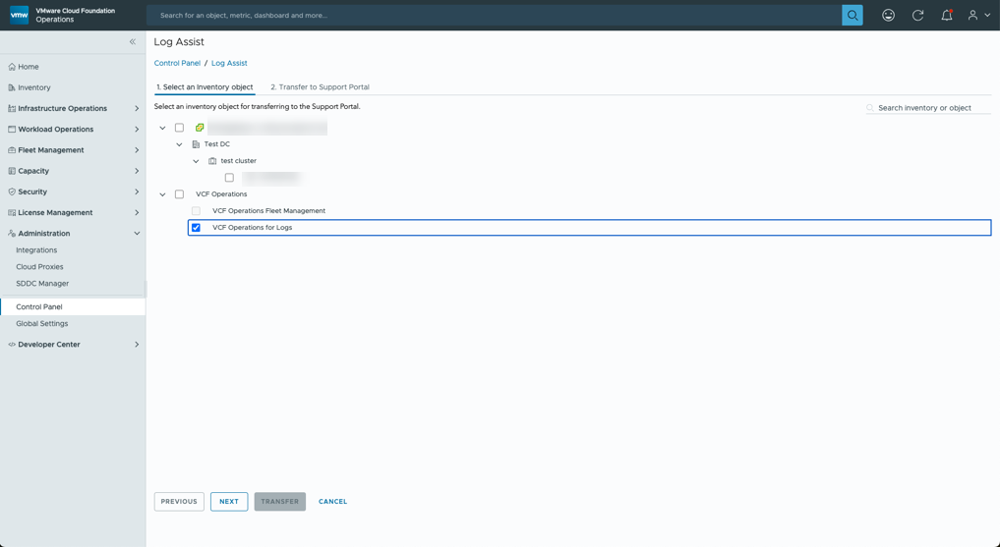 vmw
VMware Cloud Foundation
Operations
Search for an object, metric, dashboard and more...
Home
Inventory
Infrastructure Operations
Workload Operations
Fleet Management
Capacity
Security
License Management
Administration
Integrations
Cloud Proxies
SDDC Manager
Control Panel
Global Settings
Developer Center
Log Assist
Control Panel / Log Assist
1. Select an Inventory object 2. Transfer to Support Portal
Select an inventory object for transferring to the Support Portal.
Search inventory or object
Test DC
test cluster
VCF Operations
VCF Operations Fleet Management
VCF Operations for Logs
PREVIOUS NEXT TRANSFER CANCEL